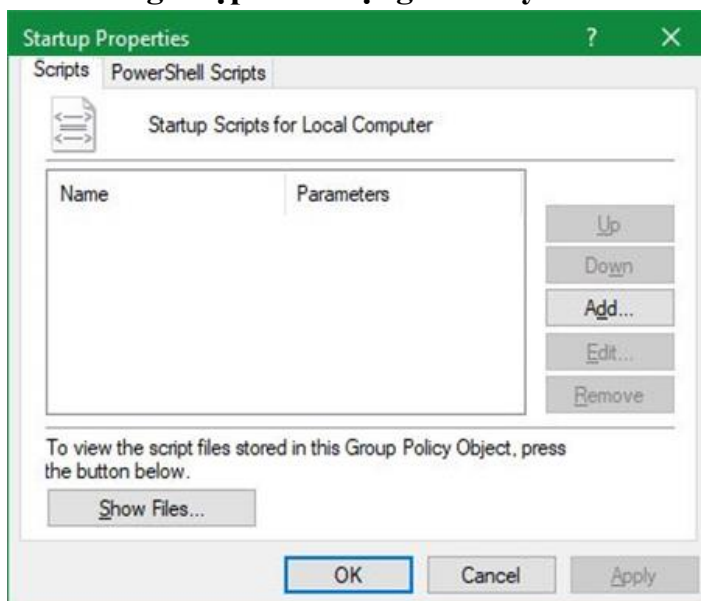 Startup Properties ? ×
Scripts PowerShell Scripts
Startup Scripts for Local Computer
Name Parameters
Up
Down
Add...
Edit...
Remove
To view the script files stored in this Group Policy Object, press
the button below.
Show Files...
OK Cancel Apply